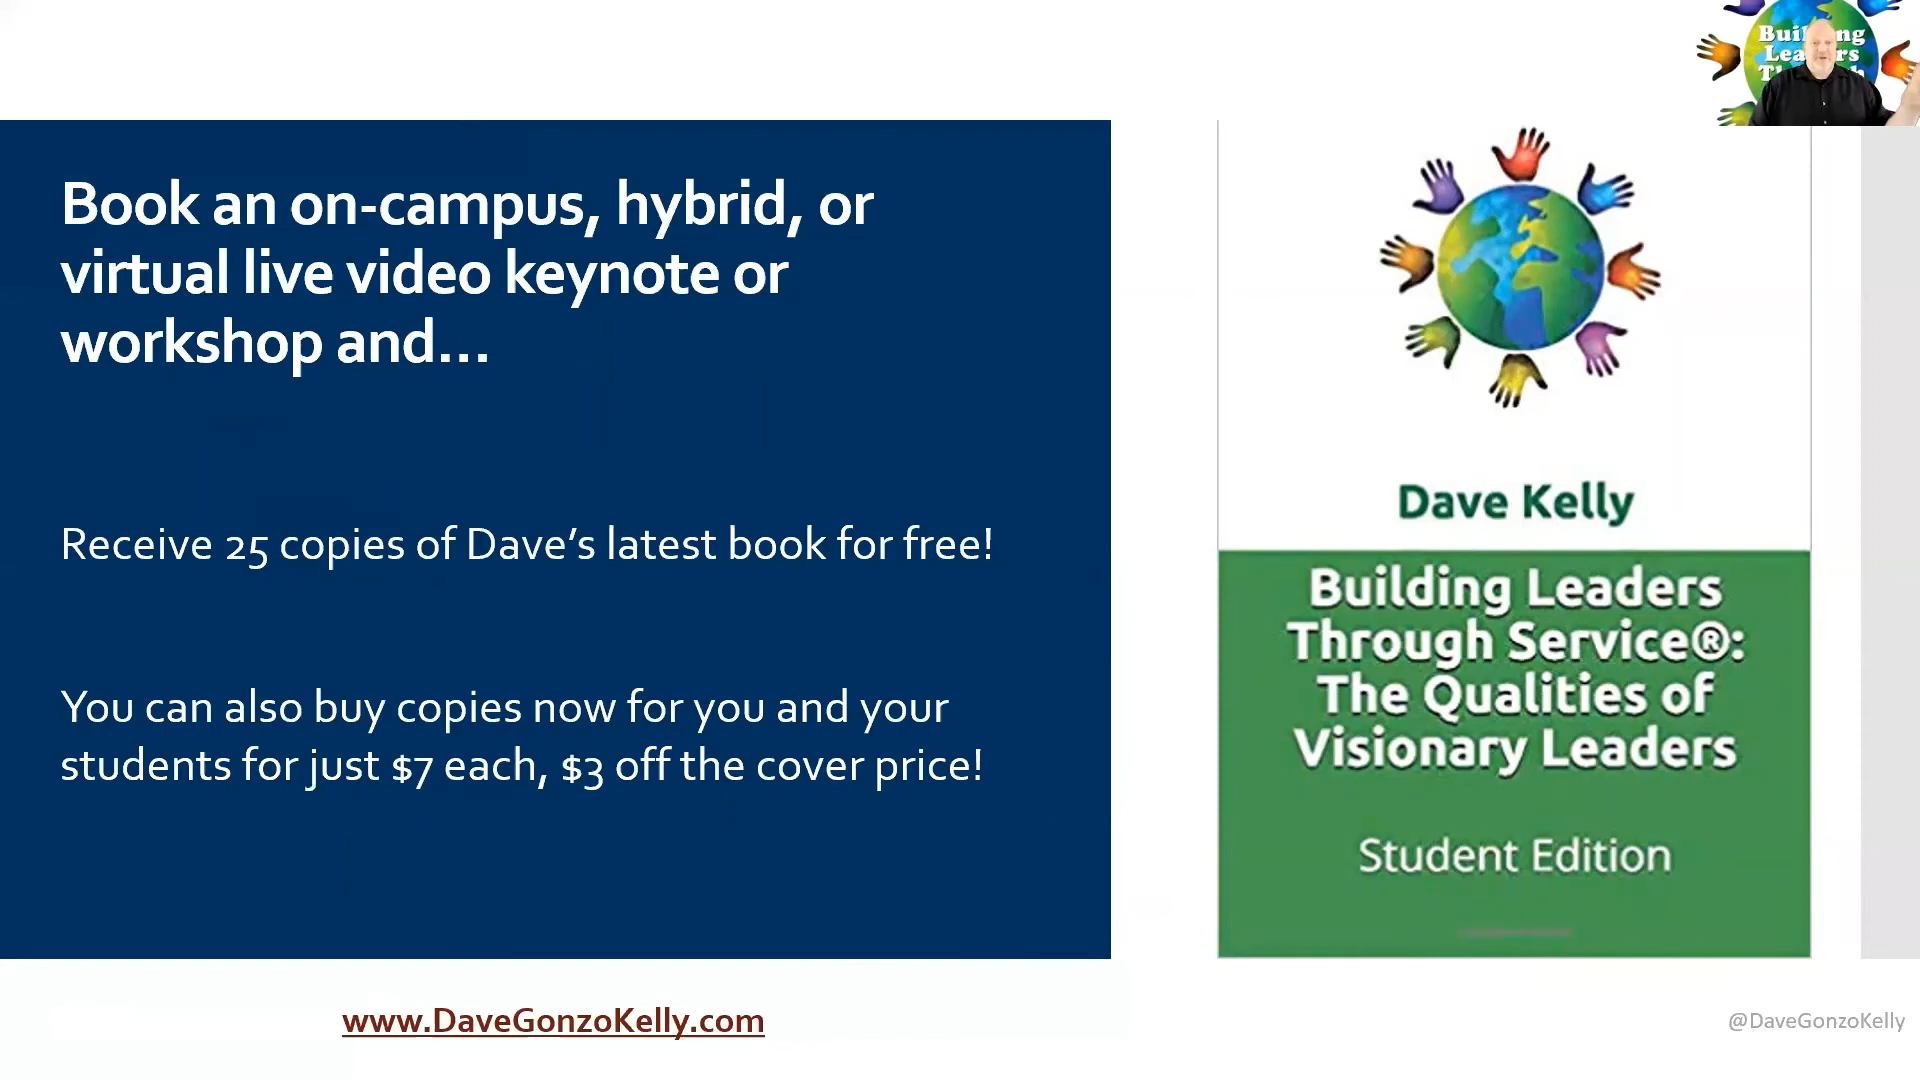 Book an on-campus, hybrid, or
virtual live video keynote or
workshop and...
Receive 25 copies of Dave's latest book for free!
You can also buy copies now for you and your
students for just $7 each, $3 off the cover price!
www.DaveGonzoKelly.com
Dave Kelly
Building Leaders
Through Service®:
The Qualities of
Visionary Leaders
Student Edition
@DaveGonzoKelly